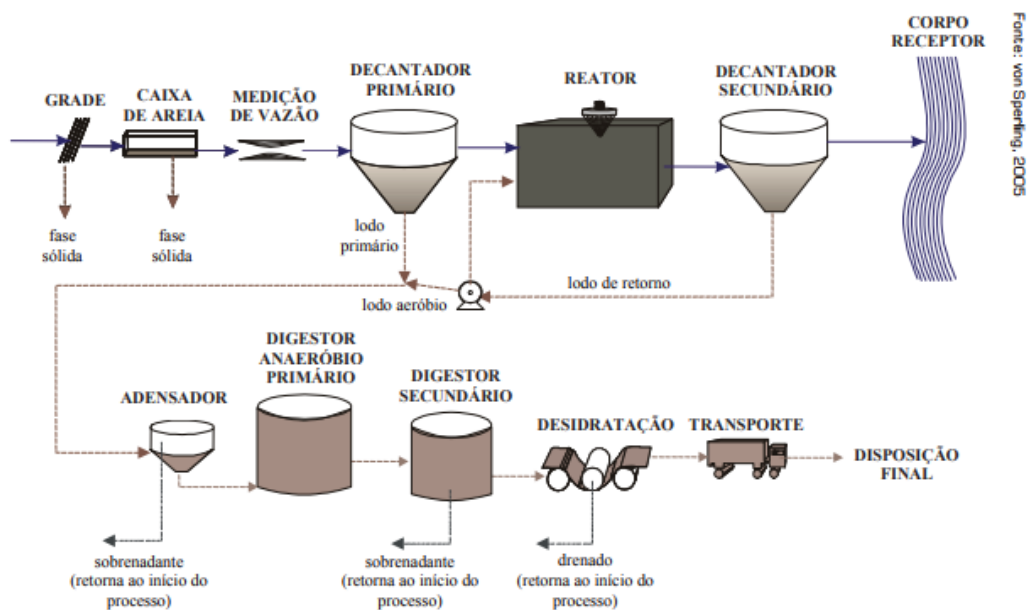 CORPO
RECEPTOR
Fonte: von Sperling, 2005
DECANTADOR
PRIMÁRIO
REATOR
DECANTADOR
SECUNDÁRIO
GRADE
CAIXA
DE AREIA
MEDIÇÃO
DE VAZÃO
fase
sólida
fase
sólida
lodo
primário
lodo aeróbio
lodo de retorno
ADENSADOR
DIGESTOR
ANAERÓBIO
PRIMÁRIO
DIGESTOR
SECUNDÁRIO
DESIDRATAÇÃO
TRANSPORTE
DISPOSIÇÃO
FINAL
sobrenadante
(retorna ao início do
processo)
sobrenadante
(retorna ao início do
processo)
drenado
(retorna ao início do
processo)